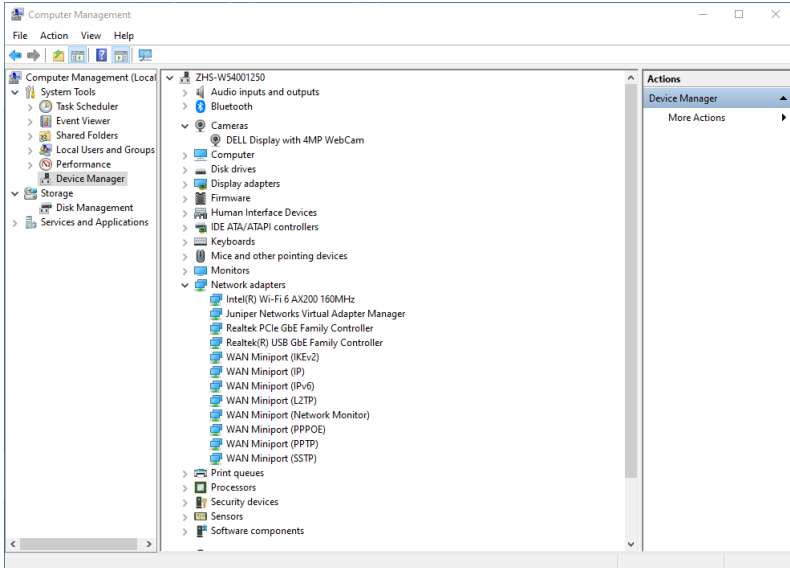 Computer Management
File Action View Help
Computer Management (Local
System Tools
Task Scheduler
Event Viewer
Shared Folders
Local Users and Groups
Performance
Device Manager
Storage
Disk Management
Services and Applications
ZHS-W54001250
Audio inputs and outputs
Bluetooth
Cameras
DELL Display with 4MP WebCam
Computer
Disk drives
Display adapters
Firmware
Human Interface Devices
IDE ATA/ATAPI controllers
Keyboards
Mice and other pointing devices
Monitors
Network adapters
Intel(R) Wi-Fi 6 AX200 160MHz
Juniper Networks Virtual Adapter Manager
Realtek PCIe GbE Family Controller
Realtek(R) USB GbE Family Controller
WAN Miniport (IKEv2)
WAN Miniport (IP)
WAN Miniport (IPv6)
WAN Miniport (L2TP)
WAN Miniport (Network Monitor)
WAN Miniport (PPPOE)
WAN Miniport (PPTP)
WAN Miniport (SSTP)
Print queues
Processors
Security devices
Sensors
Software components
Actions
Device Manager
More Actions